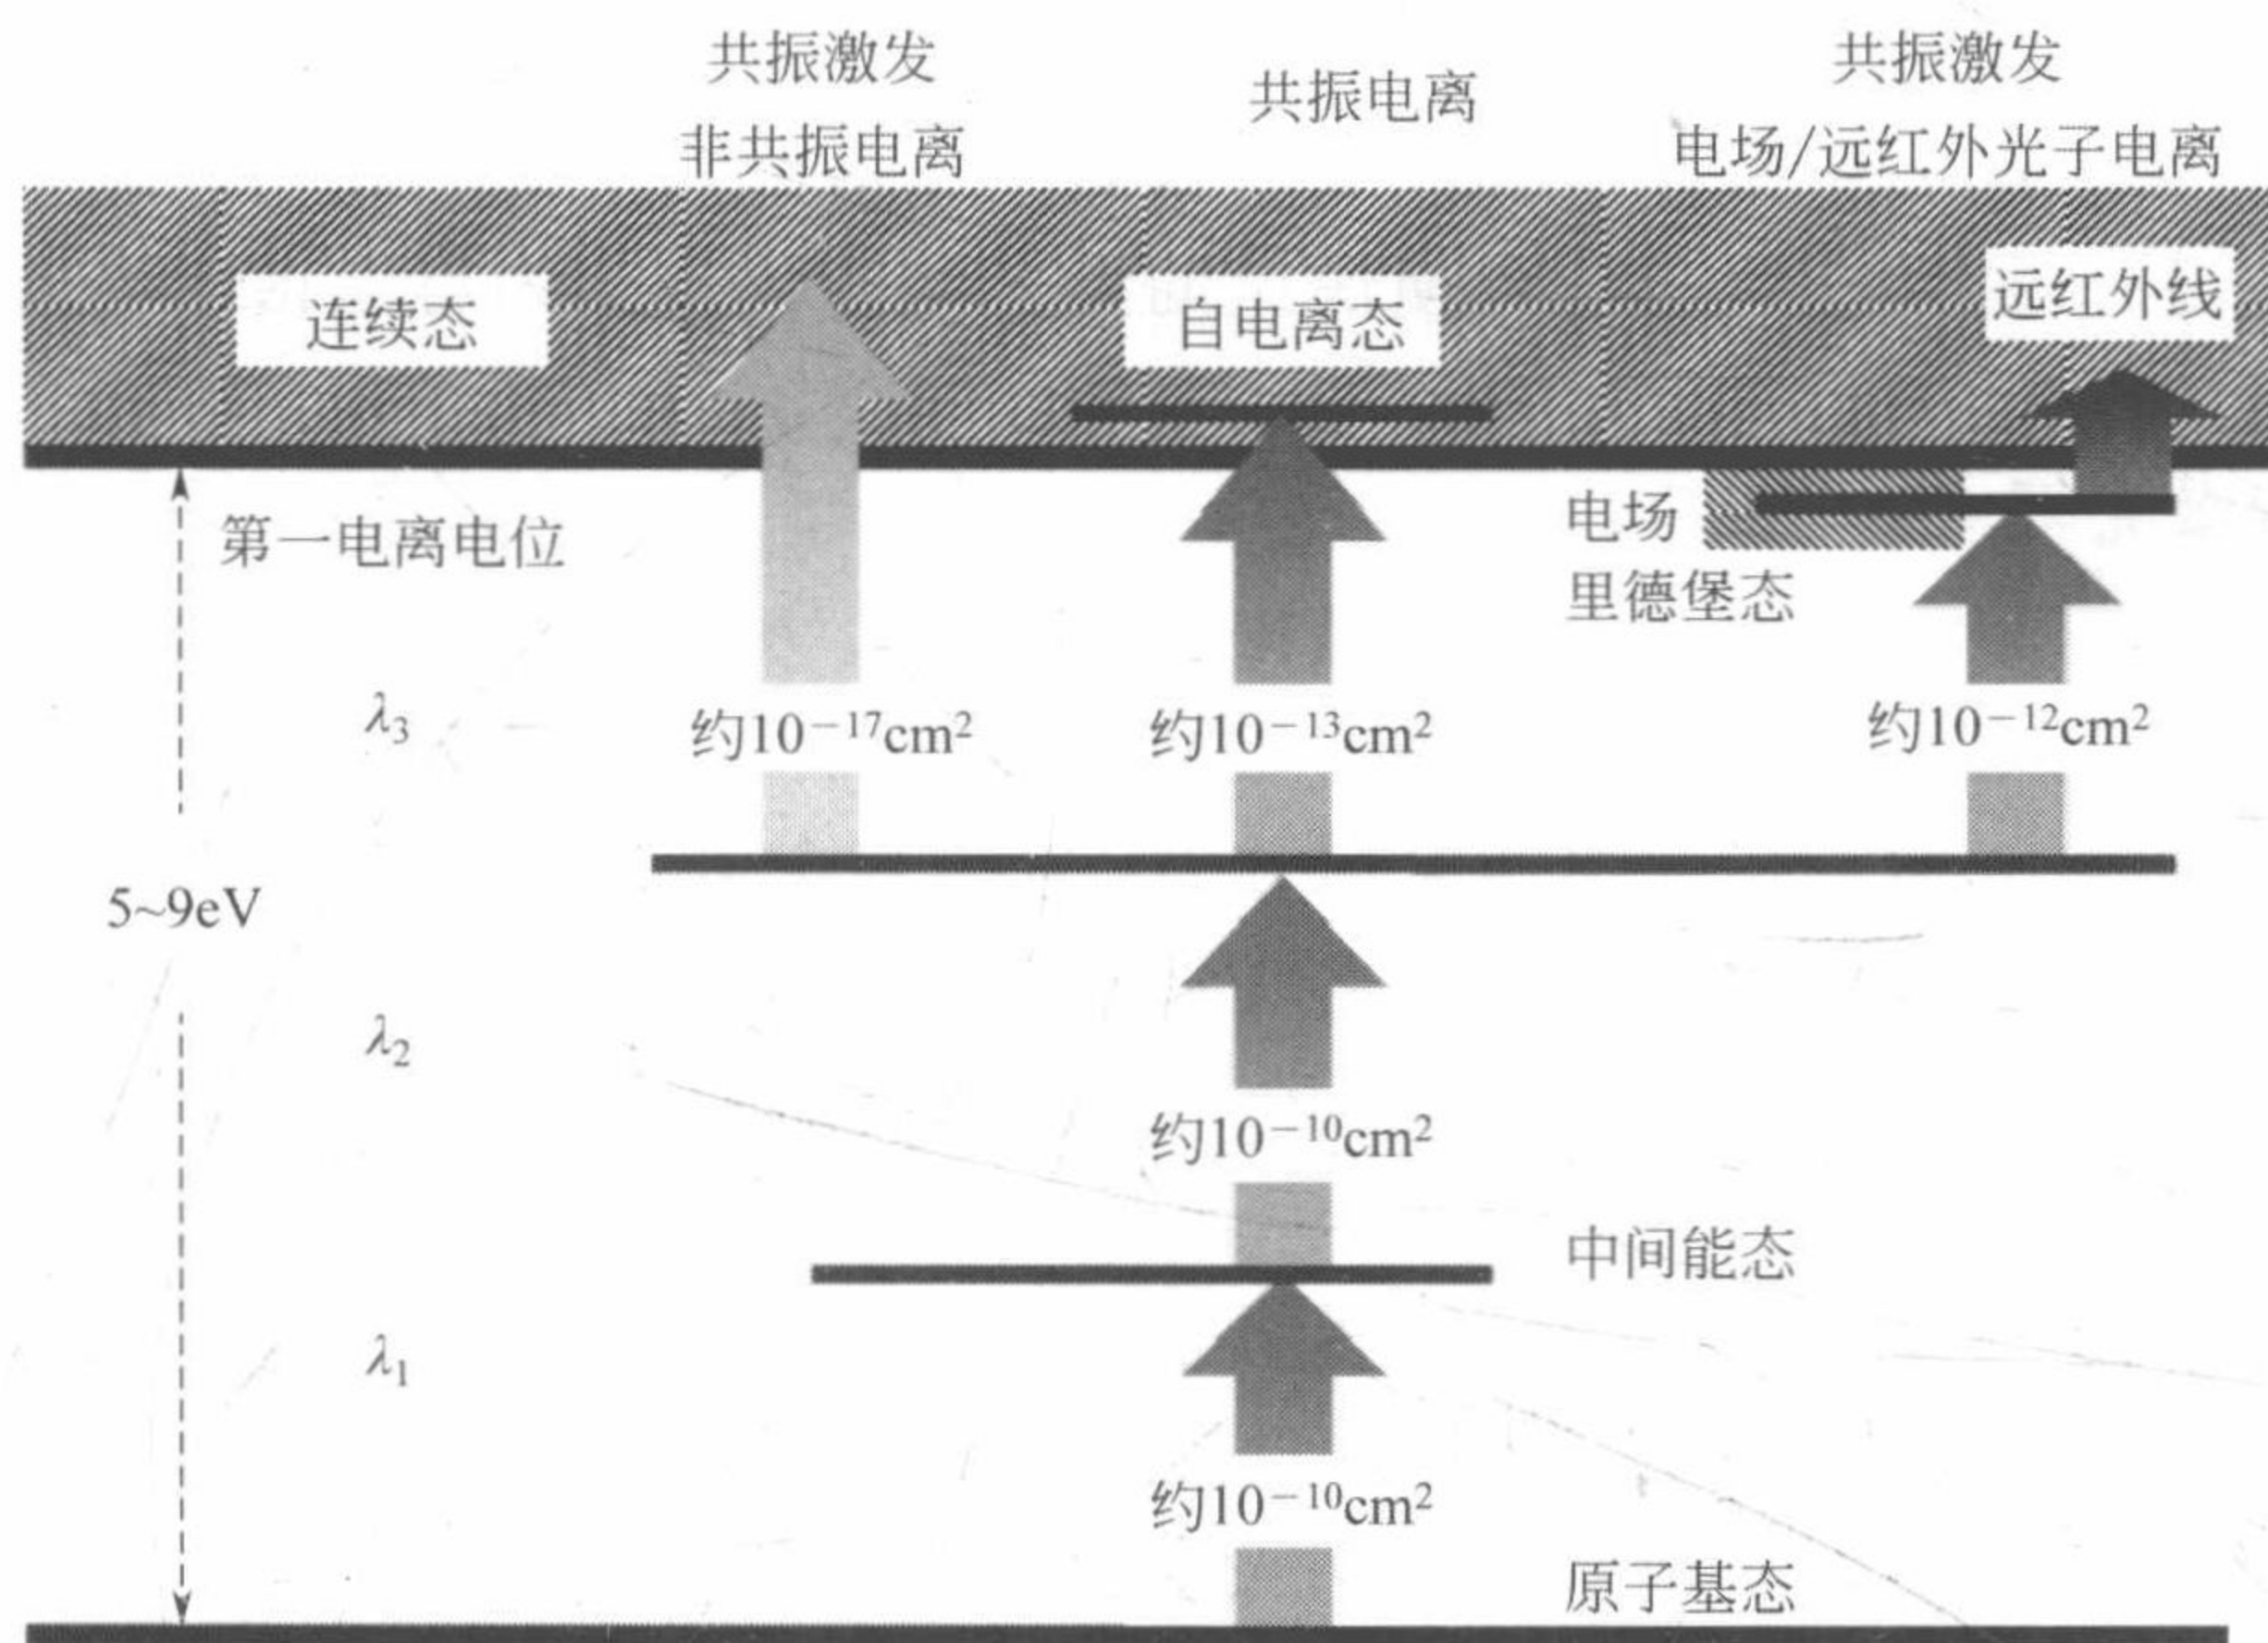 共振激发
非共振电离
共振电离
共振激发
电场/远红外光子电离
连续态
自电离态
远红外线
第一电离电位
电场
里德堡态
λ₃
约10⁻¹⁷cm²
约10⁻¹³cm²
约10⁻¹²cm²
5~9eV
λ₂
约10⁻¹⁰cm²
中间能态
λ₁
约10⁻¹⁰cm²
原子基态